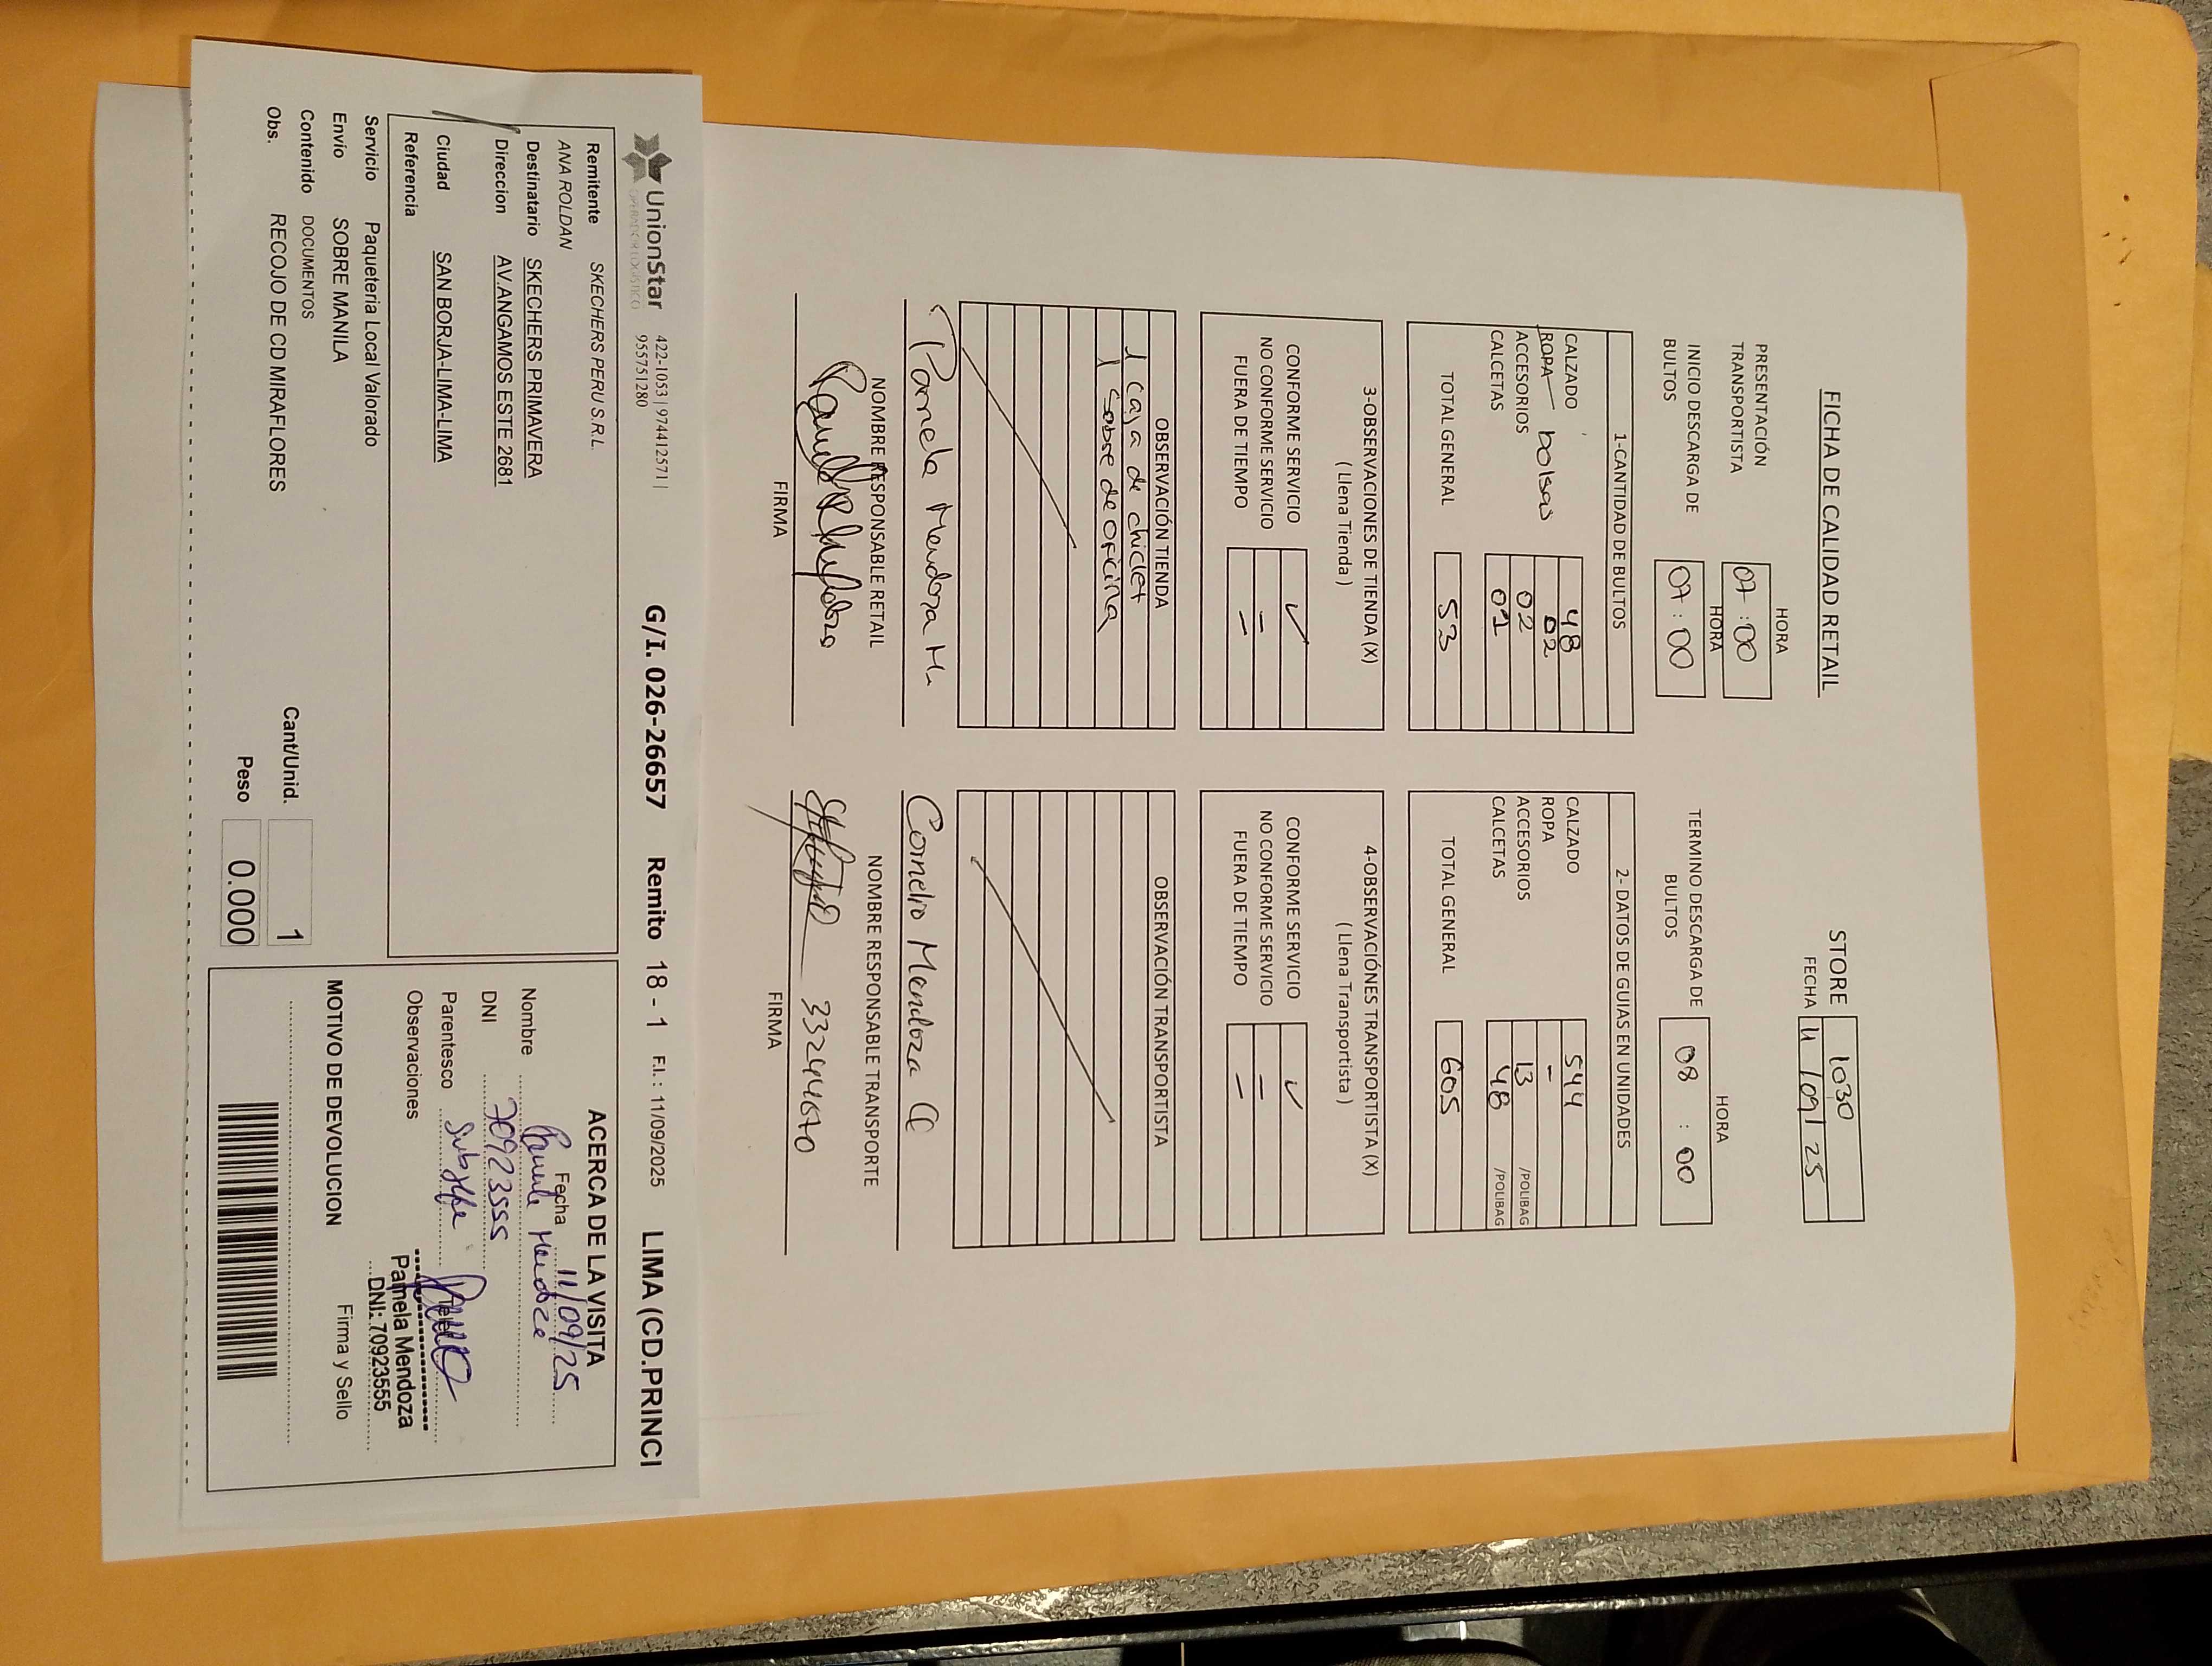 FICHA DE CALIDAD RETAIL
STORE 1030
FECHA 11/09/25
HORA
PRESENTACIÓN
TRANSPORTISTA 07:00
HORA
INICIO DESCARGA DE
BULTOS 07:00
HORA
TERMINO DESCARGA DE
BULTOS 08:00
1-CANTIDAD DE BULTOS
CALZADO 48
ROPA bolsas 02
ACCESORIOS 02
CALCETAS 01
TOTAL GENERAL 53
2- DATOS DE GUIAS EN UNIDADES
CALZADO 544
ROPA -
ACCESORIOS 13 /POLIBAG
CALCETAS 48 /POLIBAG
TOTAL GENERAL 605
3-OBSERVACIONES DE TIENDA (X)
( Llena Tienda )
CONFORME SERVICIO ✓
NO CONFORME SERVICIO –
FUERA DE TIEMPO –
4-OBSERVACIÓNES TRANSPORTISTA (X)
( Llena Transportista )
CONFORME SERVICIO ✓
NO CONFORME SERVICIO –
FUERA DE TIEMPO –
OBSERVACIÓN TIENDA
1 caja de chiclet
1 sobre de oficina
OBSERVACIÓN TRANSPORTISTA
Pamela Mendoza M.
NOMBRE RESPONSABLE RETAIL
FIRMA
Cornelio Mendoza C
NOMBRE RESPONSABLE TRANSPORTE
FIRMA
UnionStar
OPERADOR LOGISTICO
422-1053 | 974412571 |
955751280
G/I. 026-26657 Remito 18 - 1 F.I. : 11/09/2025 LIMA (CD.PRINCI
Remitente SKECHERS PERU S.R.L.
ANA ROLDAN
Destinatario SKECHERS PRIMAVERA
Direccion AV.ANGAMOS ESTE 2681
Ciudad SAN BORJA-LIMA-LIMA
Referencia
Servicio Paqueteria Local Valorado
Envio SOBRE MANILA
Contenido DOCUMENTOS
Obs. RECOJO DE CD MIRAFLORES
Cant/Unid. 1
Peso 0.000
ACERCA DE LA VISITA
Fecha 11/09/25
Nombre Pamela Mendoza
DNI 70923555
Parentesco Subjefe
Observaciones
Pamela Mendoza
DNI: 70923555
MOTIVO DE DEVOLUCION
Firma y Sello